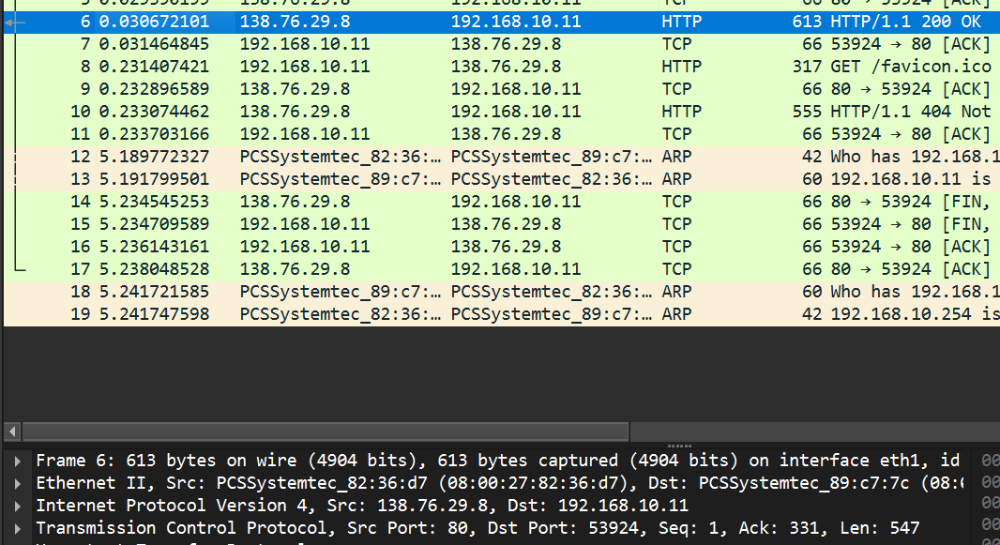 6 0.030672101 138.76.29.8 192.168.10.11 HTTP 613 HTTP/1.1 200 OK
7 0.031464845 192.168.10.11 138.76.29.8 TCP 66 53924 → 80 [ACK]
8 0.231407421 192.168.10.11 138.76.29.8 HTTP 317 GET /favicon.ico
9 0.232896589 138.76.29.8 192.168.10.11 TCP 66 80 → 53924 [ACK]
10 0.233074462 138.76.29.8 192.168.10.11 HTTP 555 HTTP/1.1 404 Not
11 0.233703166 192.168.10.11 138.76.29.8 TCP 66 53924 → 80 [ACK]
12 5.189772327 PCSSystemtec_82:36:… PCSSystemtec_89:c7:… ARP 42 Who has 192.168.1
13 5.191799501 PCSSystemtec_89:c7:… PCSSystemtec_82:36:… ARP 60 192.168.10.11 is
14 5.234545253 138.76.29.8 192.168.10.11 TCP 66 80 → 53924 [FIN,
15 5.234709589 192.168.10.11 138.76.29.8 TCP 66 53924 → 80 [FIN,
16 5.236143161 192.168.10.11 138.76.29.8 TCP 66 53924 → 80 [ACK]
17 5.238048528 138.76.29.8 192.168.10.11 TCP 66 80 → 53924 [ACK]
18 5.241721585 PCSSystemtec_89:c7:… PCSSystemtec_82:36:… ARP 60 Who has 192.168.1
19 5.241747598 PCSSystemtec_82:36:… PCSSystemtec_89:c7:… ARP 42 192.168.10.254 is
Frame 6: 613 bytes on wire (4904 bits), 613 bytes captured (4904 bits) on interface eth1, id
Ethernet II, Src: PCSSystemtec_82:36:d7 (08:00:27:82:36:d7), Dst: PCSSystemtec_89:c7:7c (08:0
Internet Protocol Version 4, Src: 138.76.29.8, Dst: 192.168.10.11
Transmission Control Protocol, Src Port: 80, Dst Port: 53924, Seq: 1, Ack: 331, Len: 547